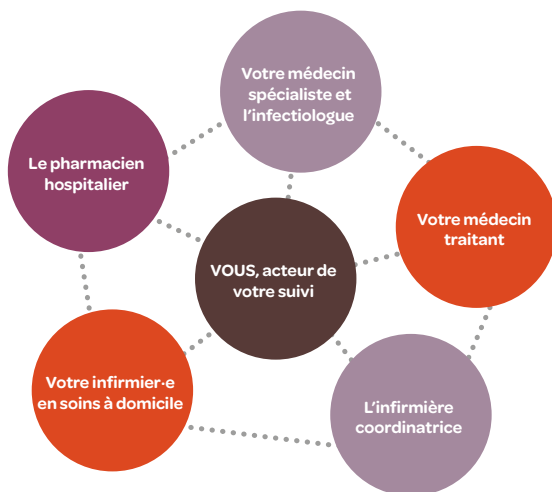 Votre médecin
spécialiste et
l'infectiologue
Le pharmacien
hospitalier
Votre médecin
traitant
VOUS, acteur de
votre suivi
Votre infirmier·e
en soins à domicile
L'infirmière
coordinatrice